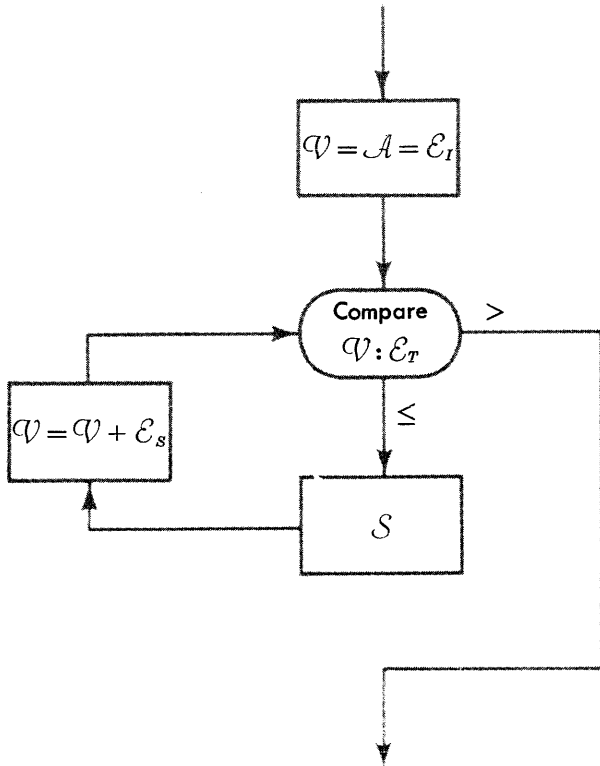 𝒱 = 𝒜 = ℰ_I
Compare
𝒱 : ℰ_T
>
≤
𝒱 = 𝒱 + ℰ_S
𝒮